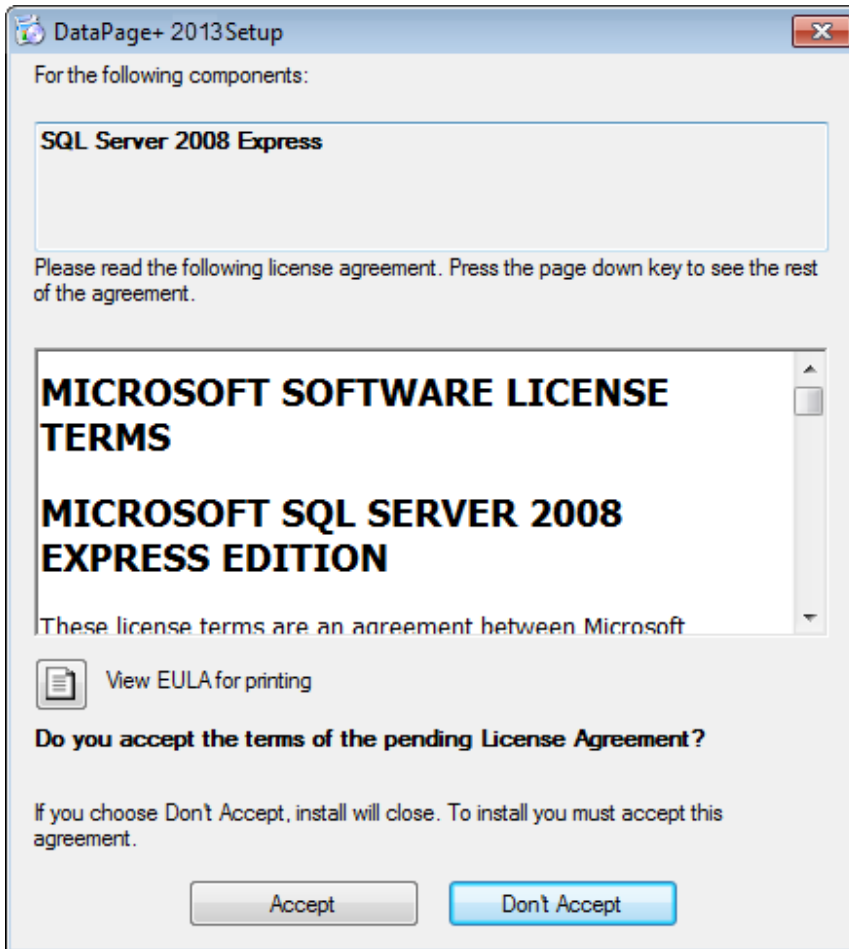 DataPage+ 2013 Setup
For the following components:
SQL Server 2008 Express
Please read the following license agreement. Press the page down key to see the rest
of the agreement.
MICROSOFT SOFTWARE LICENSE
TERMS
MICROSOFT SQL SERVER 2008
EXPRESS EDITION
These license terms are an agreement between Microsoft
View EULA for printing
Do you accept the terms of the pending License Agreement?
If you choose Don't Accept, install will close. To install you must accept this
agreement.
Accept
Don't Accept